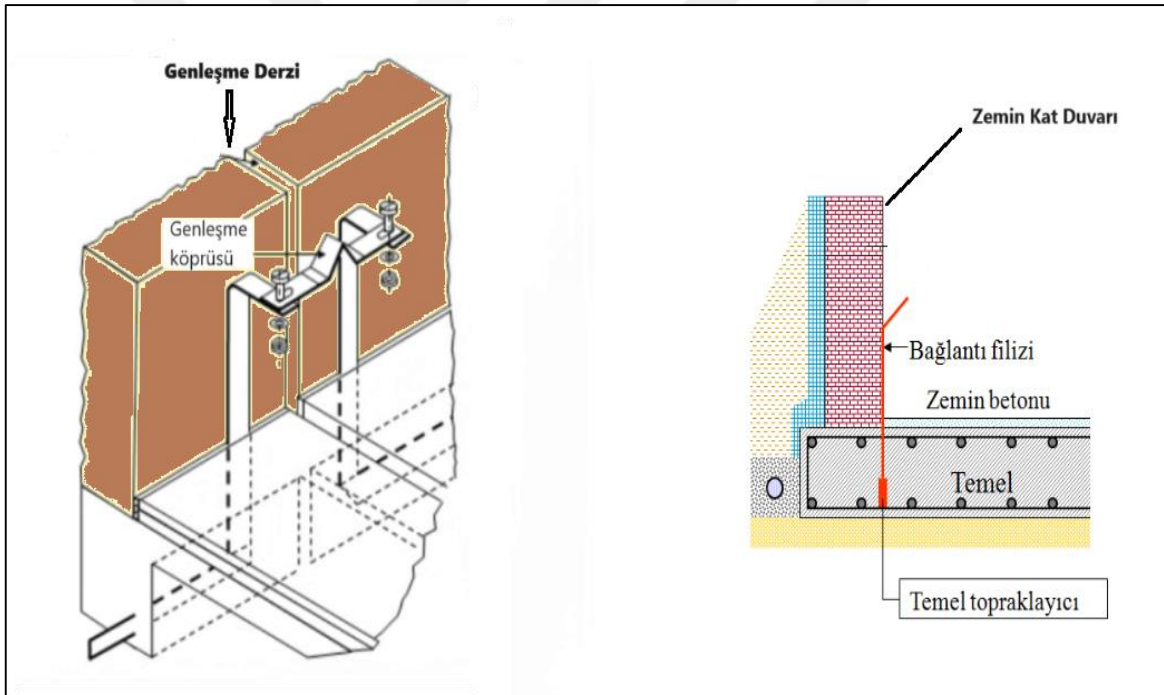 Genleşme Derzi
Genleşme
köprüsü
Zemin Kat Duvarı
Bağlantı filizi
Zemin betonu
Temel
Temel topraklayıcı